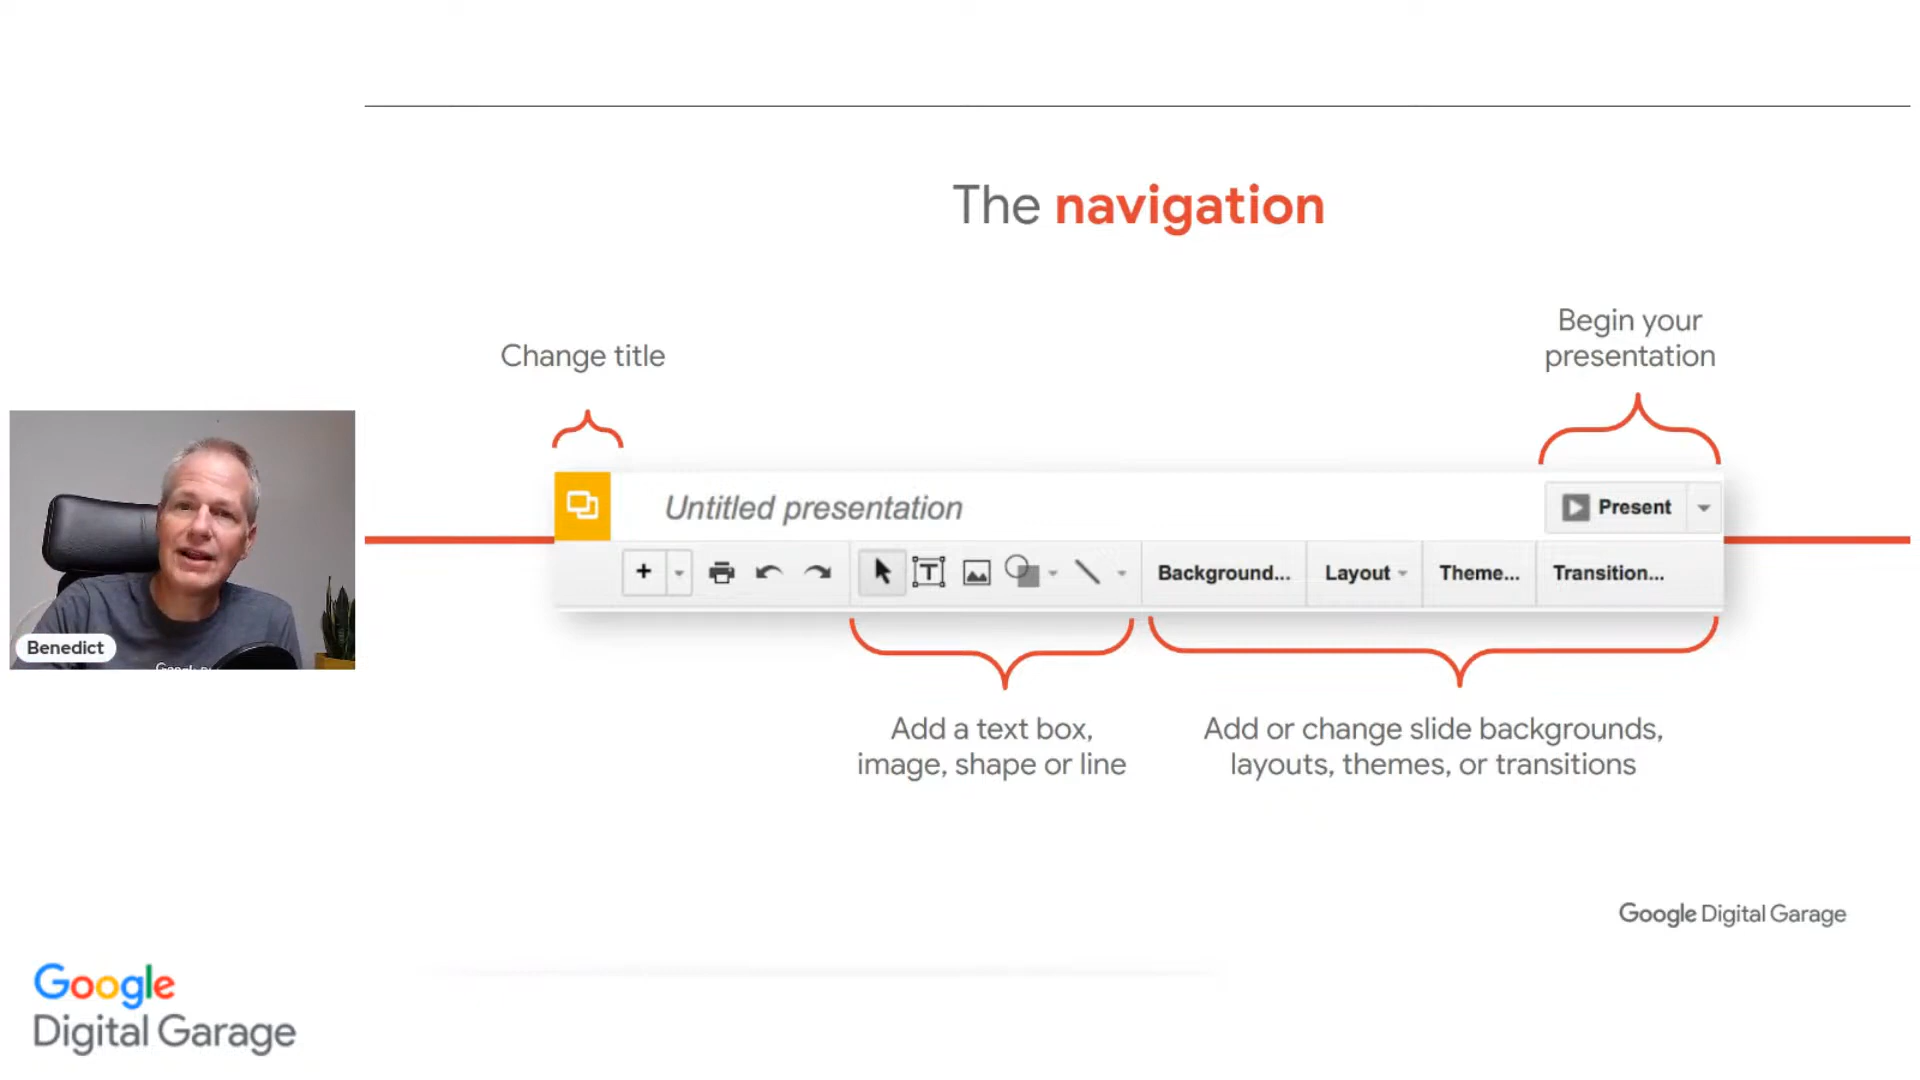 The navigation
Change title
Begin your
presentation
Untitled presentation
Present
Background...
Layout
Theme...
Transition...
Add a text box,
image, shape or line
Add or change slide backgrounds,
layouts, themes, or transitions
Benedict
Google Digital Garage
Google
Digital Garage